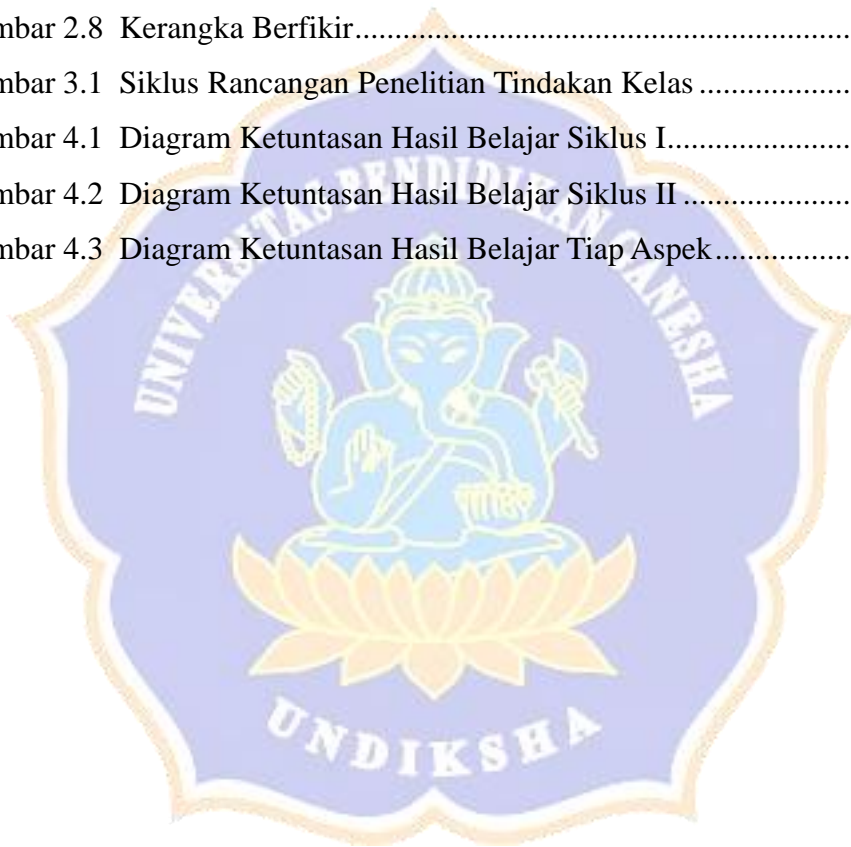 mbar 2.8 Kerangka Berfikir....................................................................
mbar 3.1 Siklus Rancangan Penelitian Tindakan Kelas ...................
mbar 4.1 Diagram Ketuntasan Hasil Belajar Siklus I.......................
mbar 4.2 Diagram Ketuntasan Hasil Belajar Siklus II .....................
mbar 4.3 Diagram Ketuntasan Hasil Belajar Tiap Aspek.................
UNIVERSITAS PENDIDIKAN GANESHA
UNDIKSHA